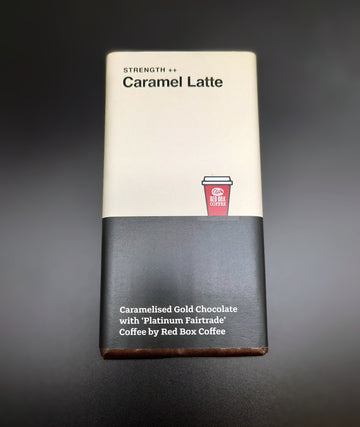 STRENGTH ++
Caramel Latte
RED BOX
COFFEE
Caramelised Gold Chocolate
with 'Platinum Fairtrade'
Coffee by Red Box Coffee